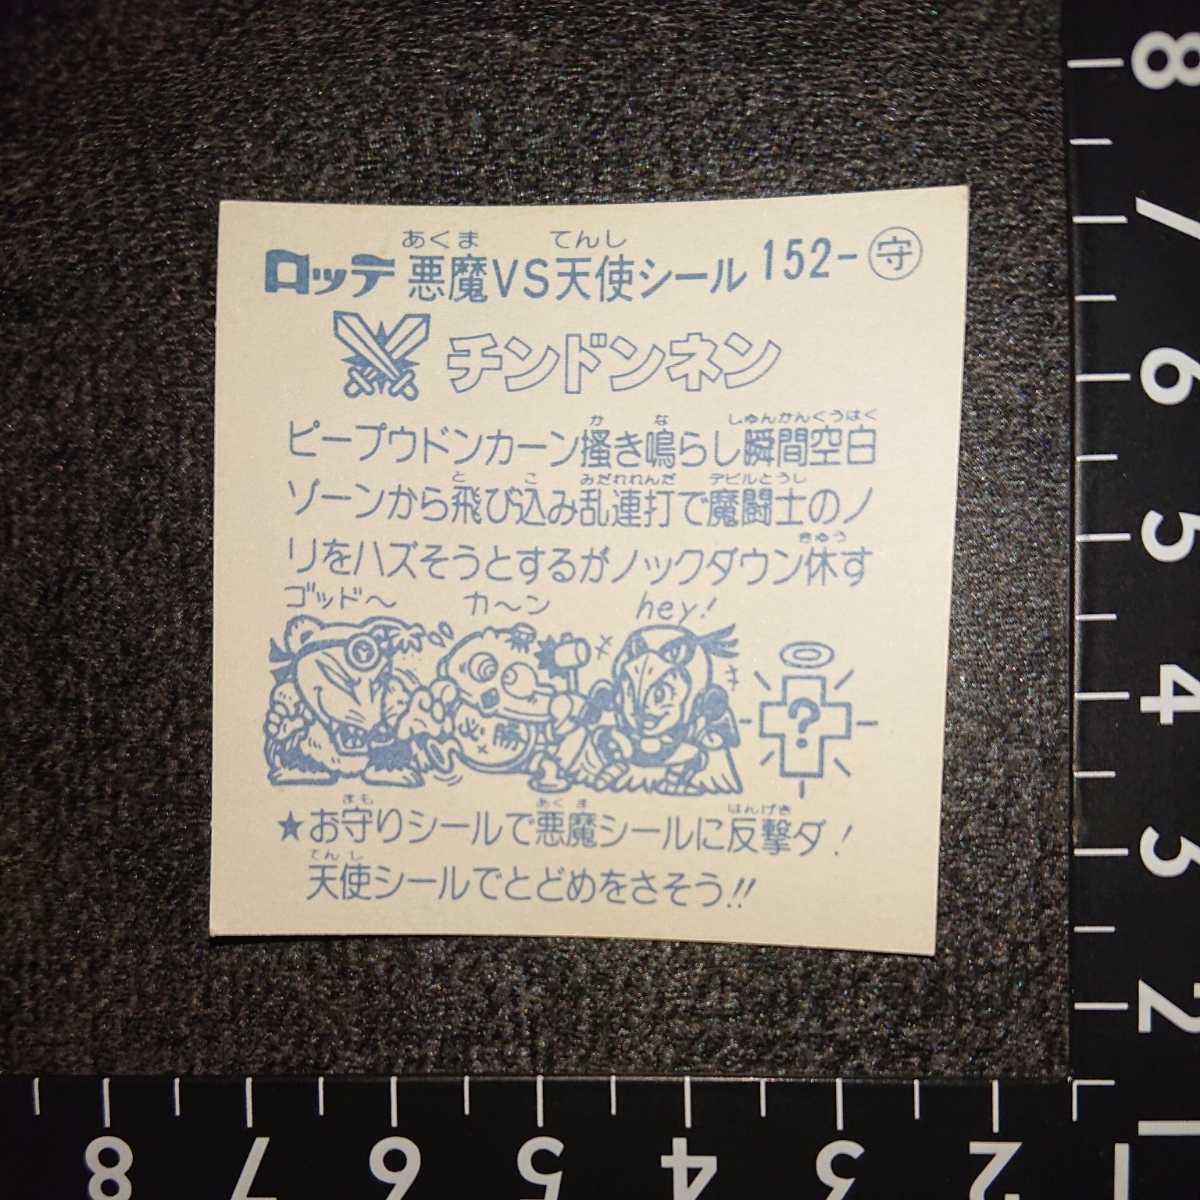 あくま てんし
ロッテ 悪魔VS天使シール 152-守
チンドンネン
か な しゅんかんくうはく
ピープゥドンカーン掻き鳴らし瞬間空白
と こ みだれれんだ デビルとうし
ゾーンから飛び込み乱連打で魔闘士のノ
きゅう
リをハズそうとするがノックダウン休す
ゴッド〜 カ〜ン hey!
必勝
?
まも あくま はんげき
★お守りシールで悪魔シールに反撃ダ!
てんし
天使シールでとどめをさそう!!
8
7
6
5
4
3
2
1
8 7 6 5 4 3 2 1